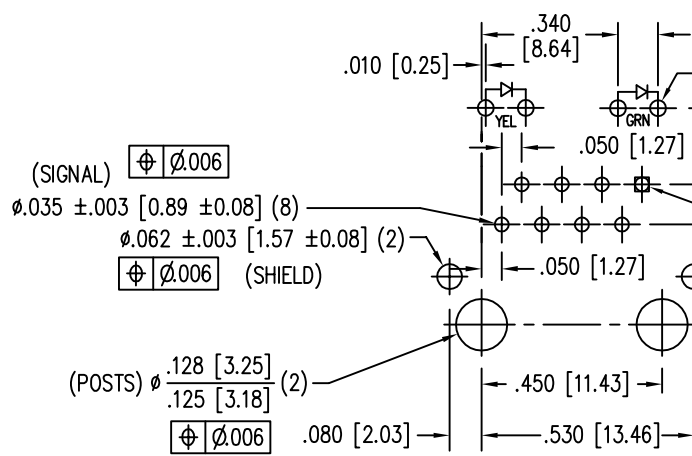 .340
[8.64]
.010 [0.25]
YEL
GRN
.050 [1.27]
⌖ Ø.006
(SIGNAL)
Ø.035 ±.003 [0.89 ±0.08] (8)
Ø.062 ±.003 [1.57 ±0.08] (2)
⌖ Ø.006
(SHIELD)
.050 [1.27]
(POSTS) Ø .128 [3.25]
.125 [3.18] (2)
.450 [11.43]
⌖ Ø.006
.080 [2.03]
.530 [13.46]